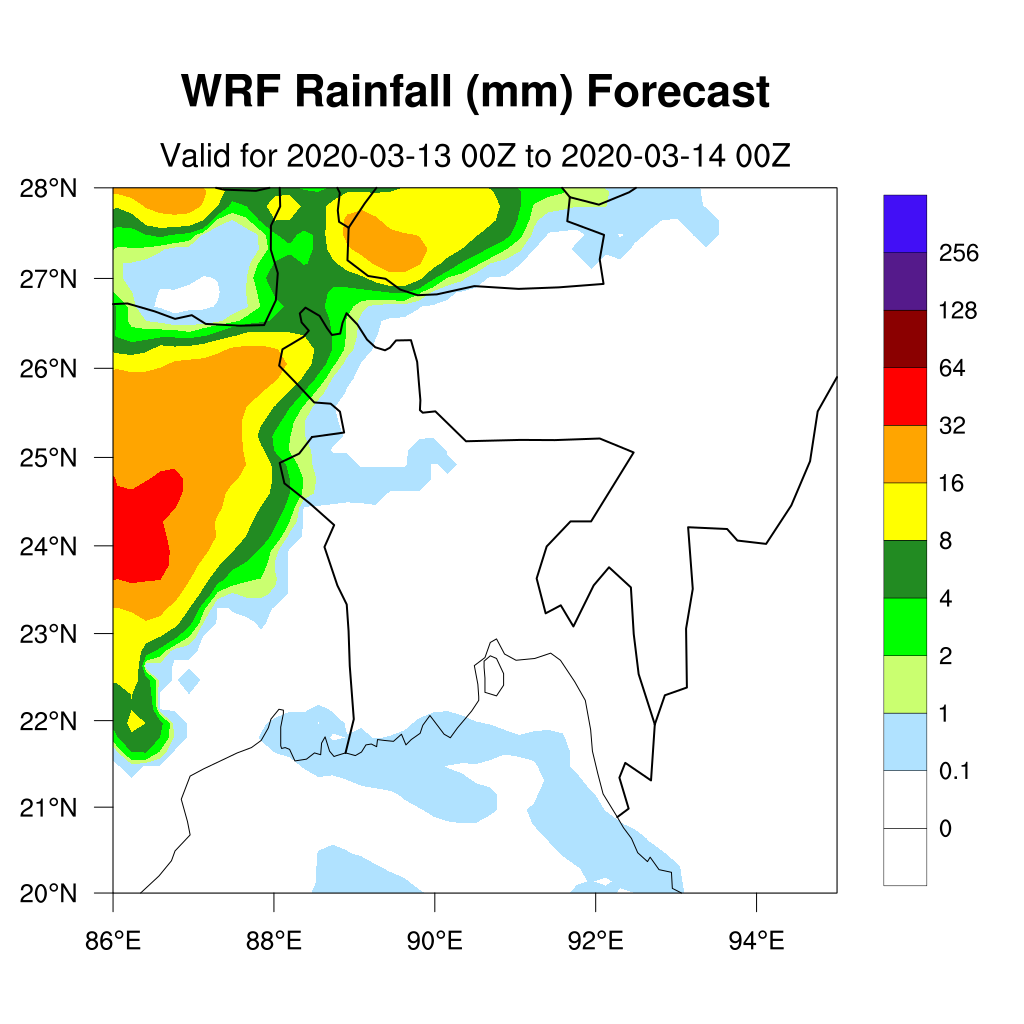 WRF Rainfall (mm) Forecast
Valid for 2020-03-13 00Z to 2020-03-14 00Z
28°N
27°N
26°N
25°N
24°N
23°N
22°N
21°N
20°N
86°E 88°E 90°E 92°E 94°E
256
128
64
32
16
8
4
2
1
0.1
0